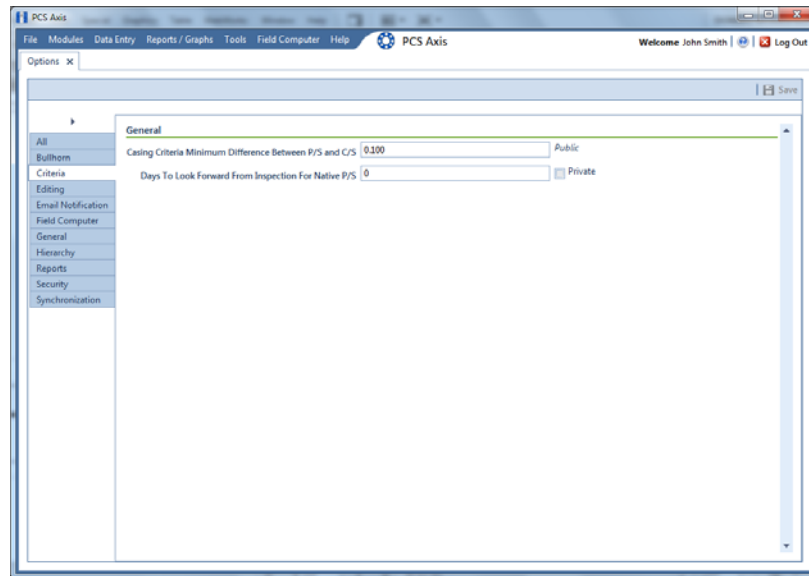 PCS Axis
File Modules Data Entry Reports / Graphs Tools Field Computer Help PCS Axis Welcome John Smith | | Log Out
Options x
| Save
General
Casing Criteria Minimum Difference Between P/S and C/S 0.100 Public
Days To Look Forward From Inspection For Native P/S 0 Private
All
Bullhorn
Criteria
Editing
Email Notification
Field Computer
General
Hierarchy
Reports
Security
Synchronization